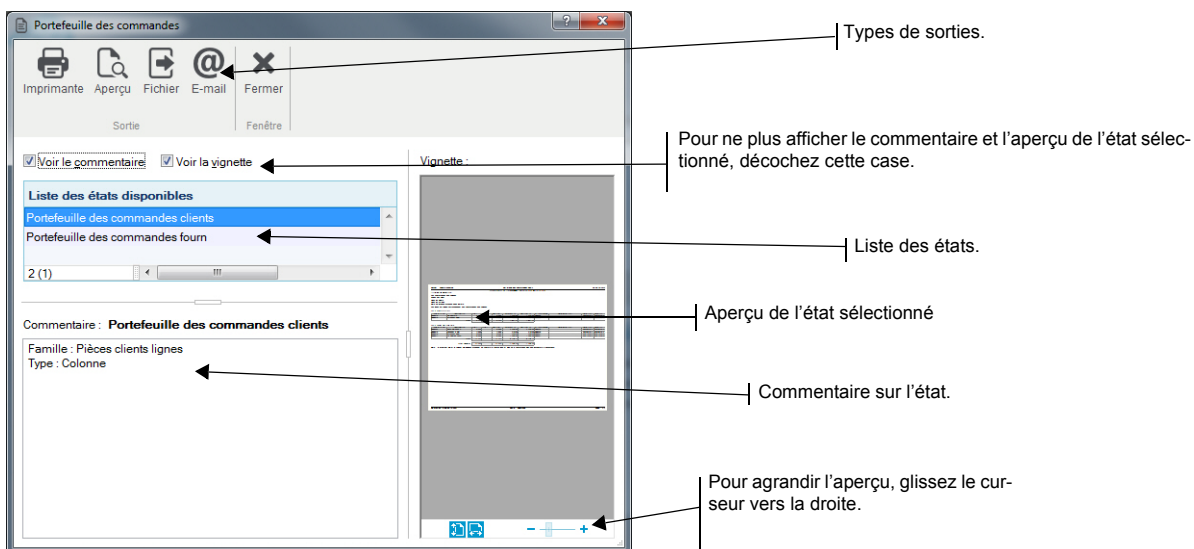 Portefeuille des commandes
?
Imprimante Aperçu Fichier E-mail Fermer
Sortie Fenêtre
Voir le commentaire Voir la vignette
Liste des états disponibles
Portefeuille des commandes clients
Portefeuille des commandes fourn
2 (1)
Commentaire : Portefeuille des commandes clients
Famille : Pièces clients lignes
Type : Colonne
Vignette :
Types de sorties.
Pour ne plus afficher le commentaire et l'aperçu de l'état sélec-
tionné, décochez cette case.
Liste des états.
Aperçu de l'état sélectionné
Commentaire sur l'état.
Pour agrandir l'aperçu, glissez le cur-
seur vers la droite.